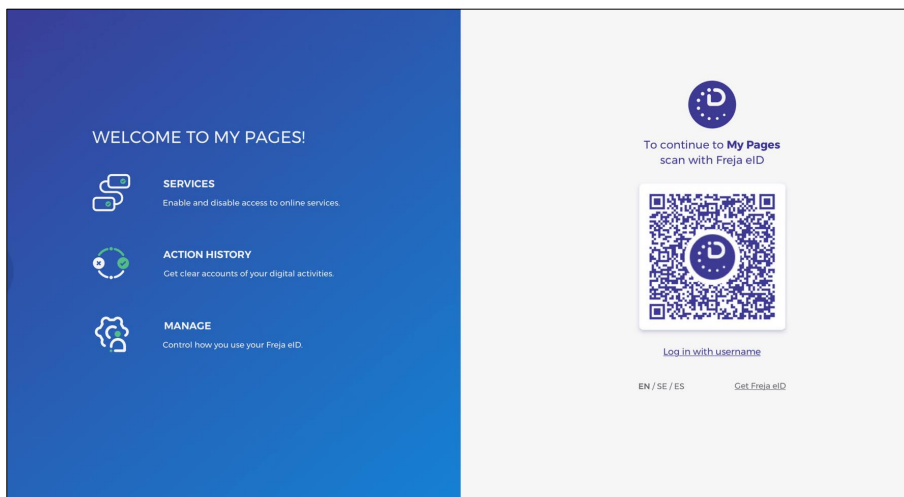 WELCOME TO MY PAGES!
SERVICES
Enable and disable access to online services.
ACTION HISTORY
Get clear accounts of your digital activities.
MANAGE
Control how you use your Freja eID.
iD
To continue to My Pages
scan with Freja eID
iD
Log in with username
EN / SE / ES
Get Freja eID